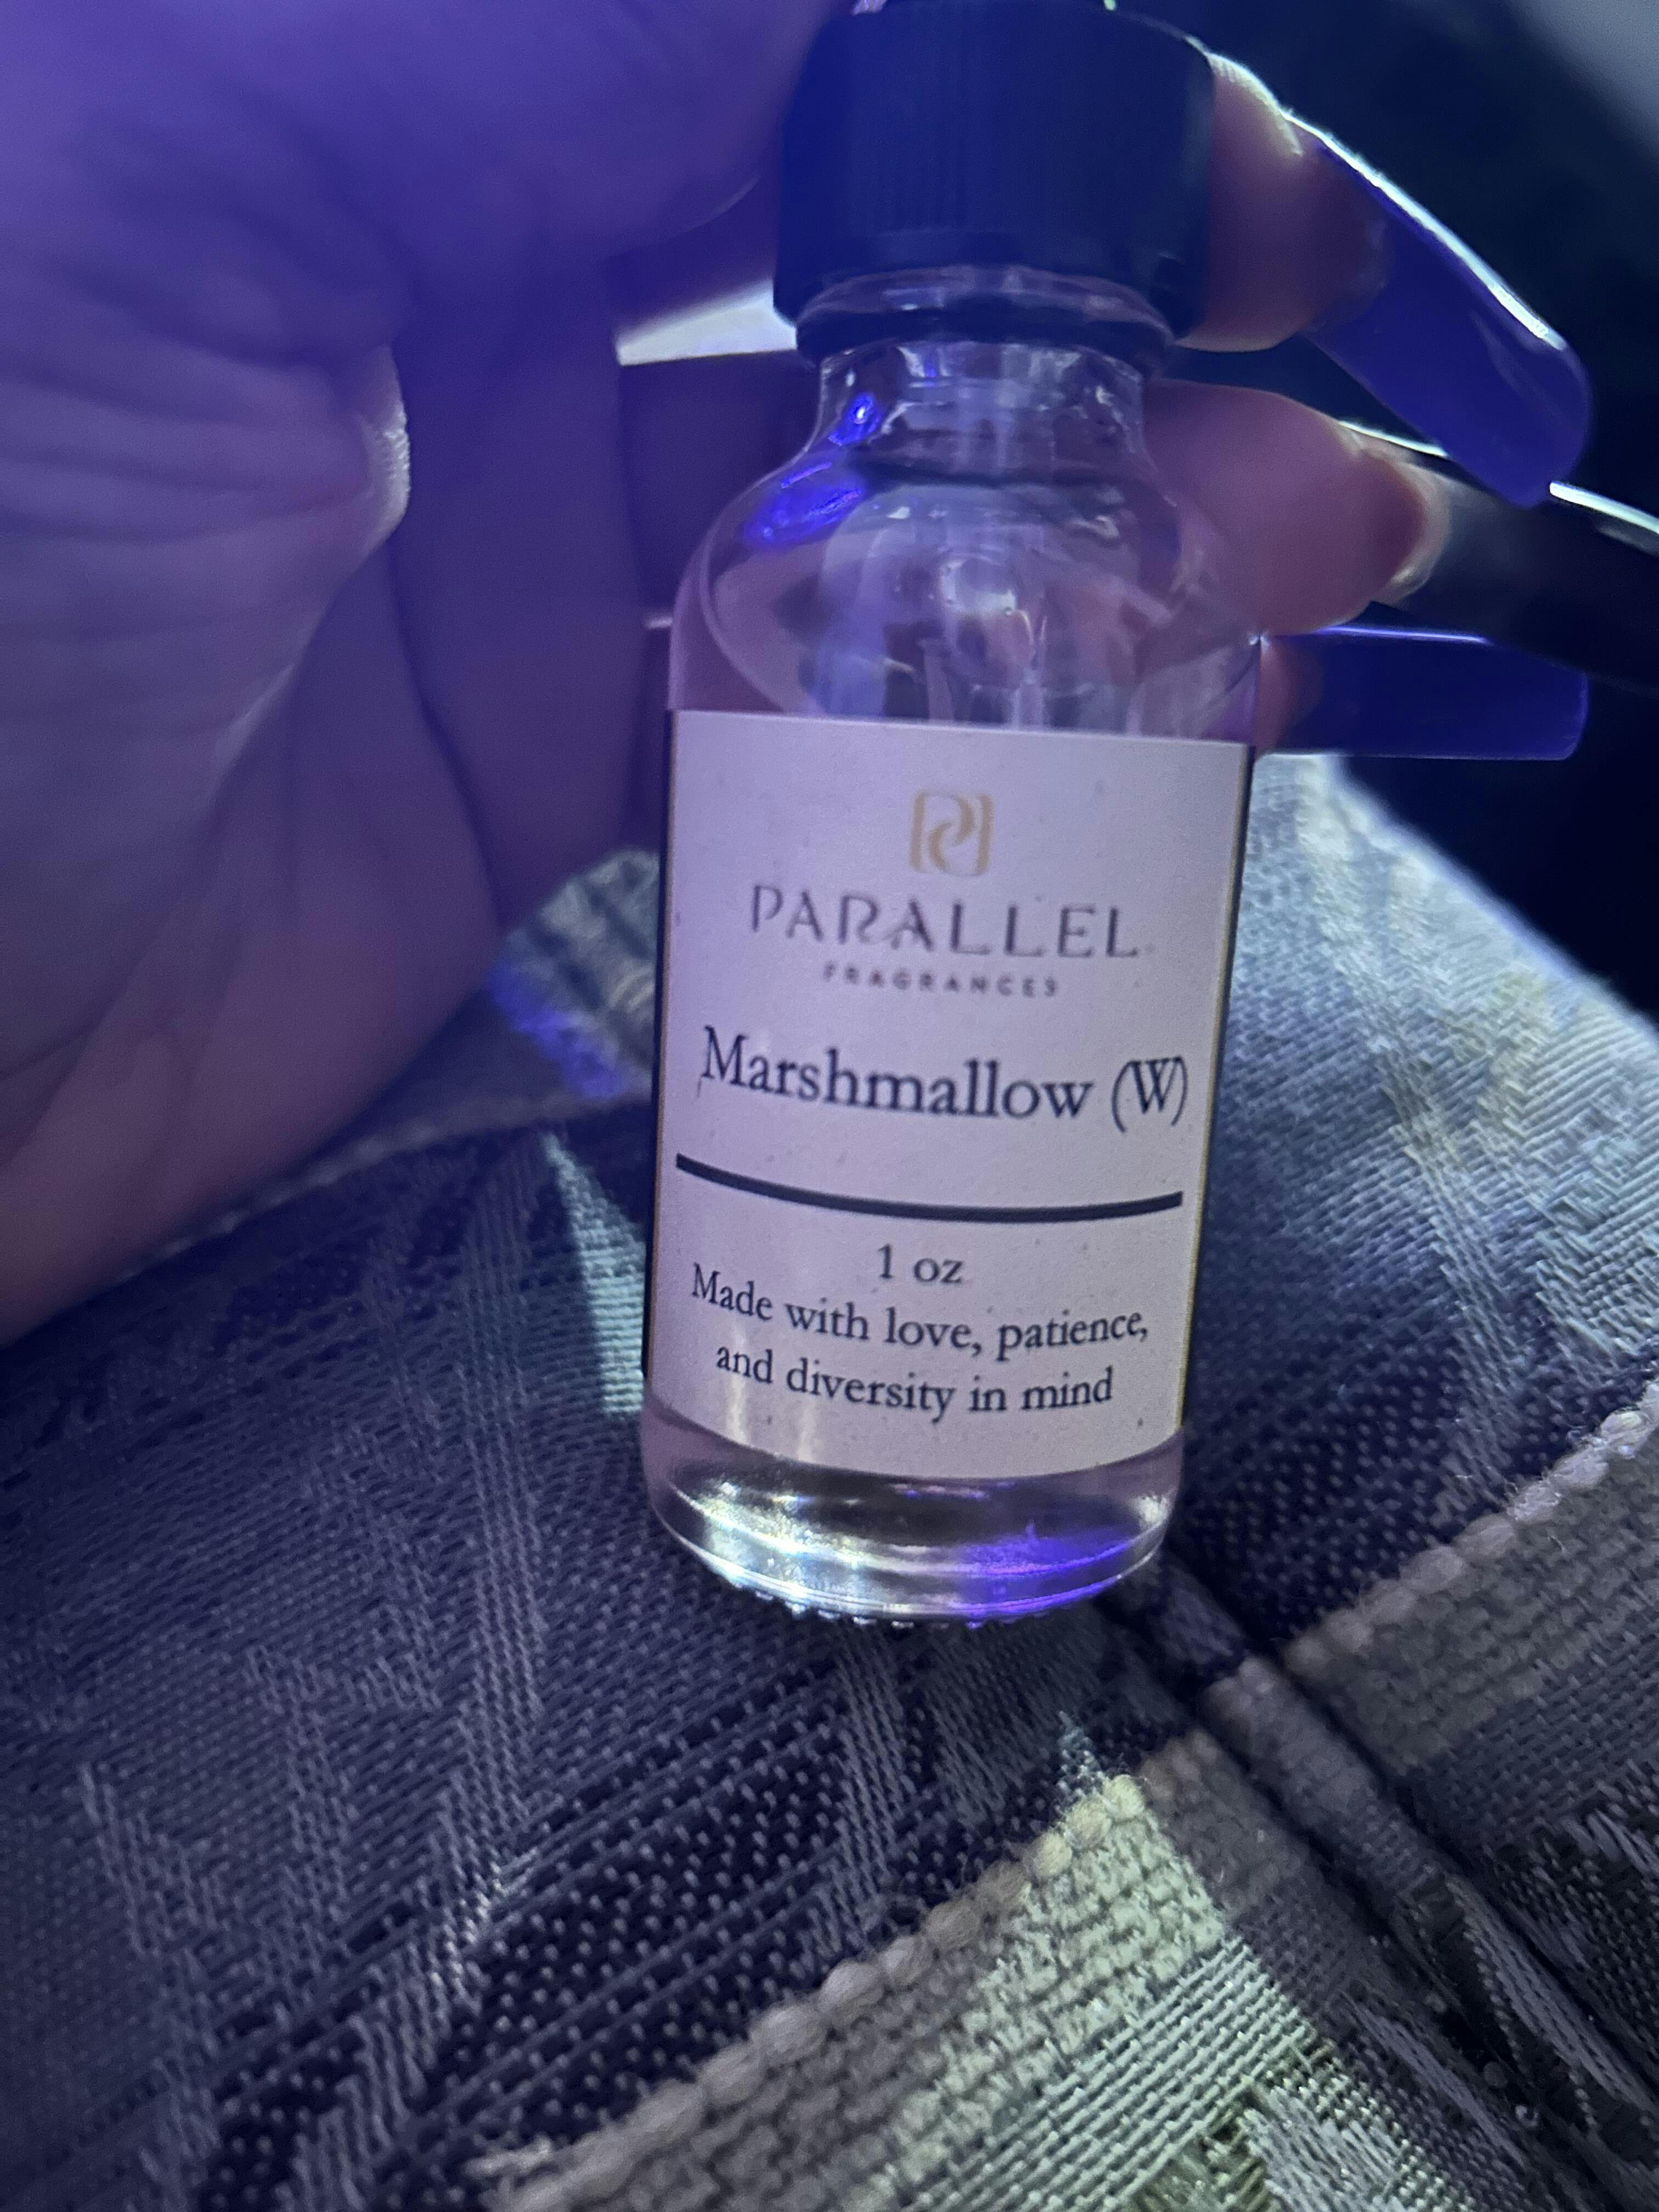 PARALLEL
FRAGRANCES
Marshmallow (W)
1 oz
Made with love, patience,
and diversity in mind